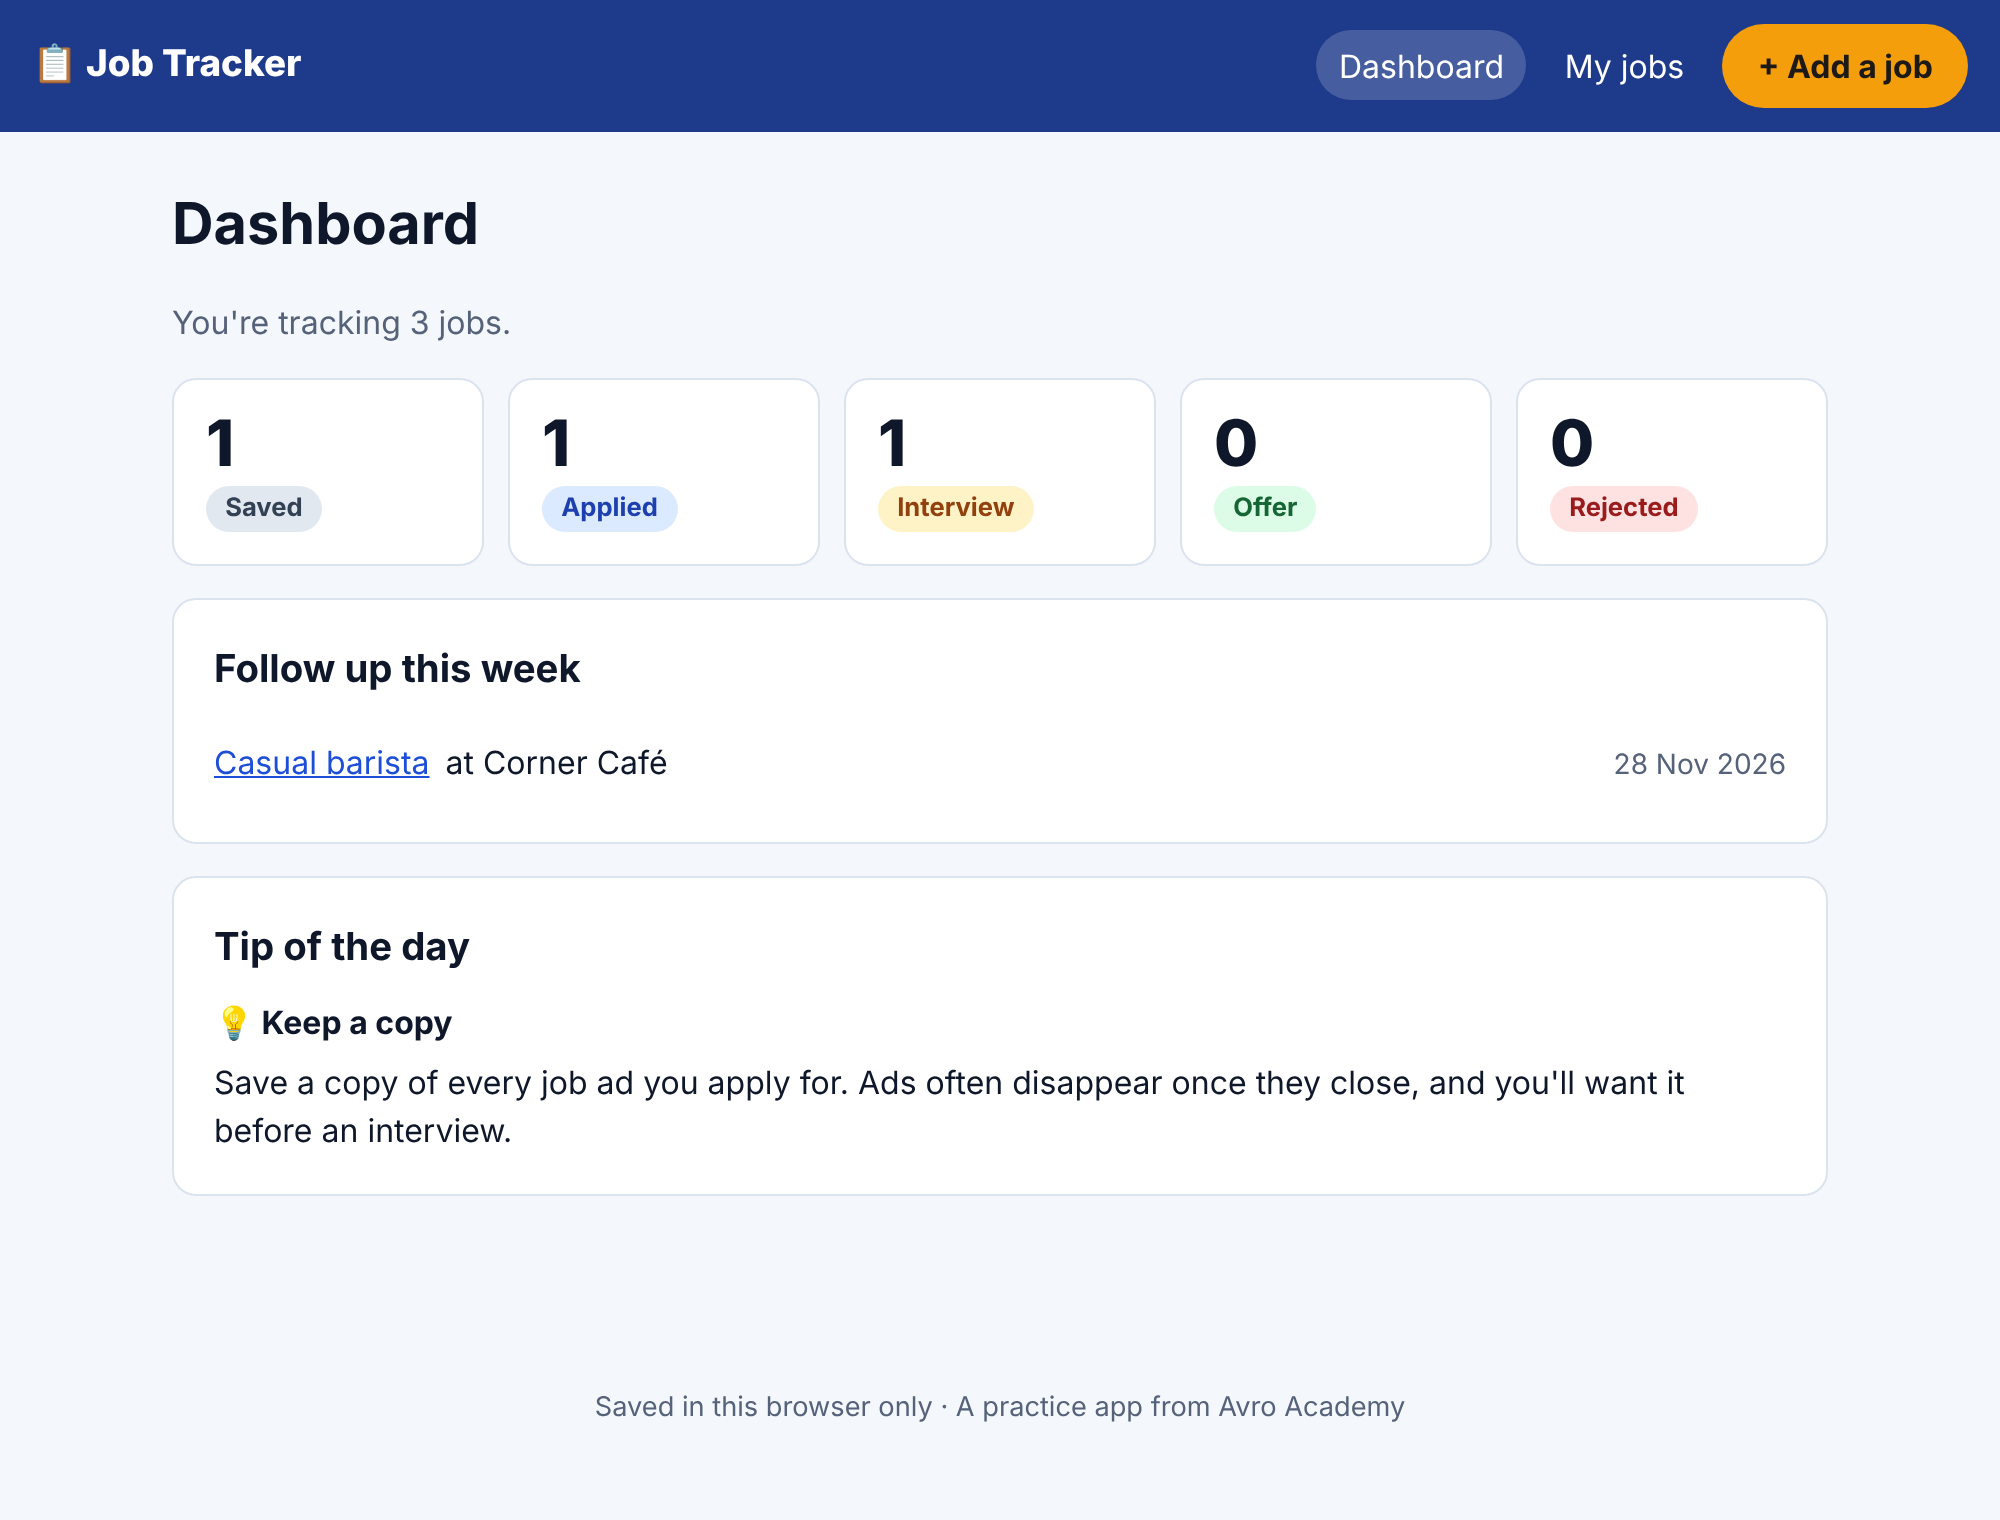 📋 Job Tracker
Dashboard
My jobs
+ Add a job
Dashboard
You're tracking 3 jobs.
1
Saved
1
Applied
1
Interview
0
Offer
0
Rejected
Follow up this week
Casual barista at Corner Café
28 Nov 2026
Tip of the day
💡 Keep a copy
Save a copy of every job ad you apply for. Ads often disappear once they close, and you'll want it
before an interview.
Saved in this browser only · A practice app from Avro Academy